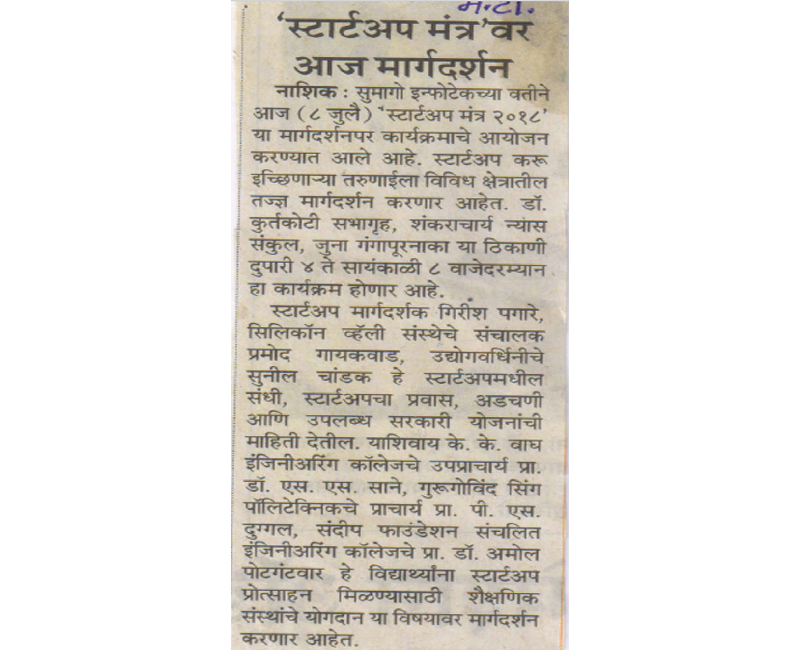 म.टा.
'स्टार्टअप मंत्र'वर
आज मार्गदर्शन
नाशिक : सुमागो इन्फोटेकच्या वतीने
आज (८ जुलै) 'स्टार्टअप मंत्र २०१८'
या मार्गदर्शनपर कार्यक्रमाचे आयोजन
करण्यात आले आहे. स्टार्टअप करू
इच्छिणाऱ्या तरुणाईला विविध क्षेत्रातील
तज्ज्ञ मार्गदर्शन करणार आहेत. डॉ.
कुर्तकोटी सभागृह, शंकराचार्य न्यास
संकुल, जुना गंगापूरनाका या ठिकाणी
दुपारी ४ ते सायंकाळी ८ वाजेदरम्यान
हा कार्यक्रम होणार आहे.
स्टार्टअप मार्गदर्शक गिरीश पगारे,
सिलिकॉन व्हॅली संस्थेचे संचालक
प्रमोद गायकवाड, उद्योगवर्धिनीचे
सुनील चांडक हे स्टार्टअपमधील
संधी, स्टार्टअपचा प्रवास, अडचणी
आणि उपलब्ध सरकारी योजनांची
माहिती देतील. याशिवाय के. के. वाघ
इंजिनीअरिंग कॉलेजचे उपप्राचार्य प्रा.
डॉ. एस. एस. साने, गुरूगोविंद सिंग
पॉलिटेक्निकचे प्राचार्य प्रा. पी. एस.
दुग्गल, संदीप फाउंडेशन संचलित
इंजिनीअरिंग कॉलेजचे प्रा. डॉ. अमोल
पोटगंटवार हे विद्यार्थ्यांना स्टार्टअप
प्रोत्साहन मिळण्यासाठी शैक्षणिक
संस्थांचे योगदान या विषयावर मार्गदर्शन
करणार आहेत.